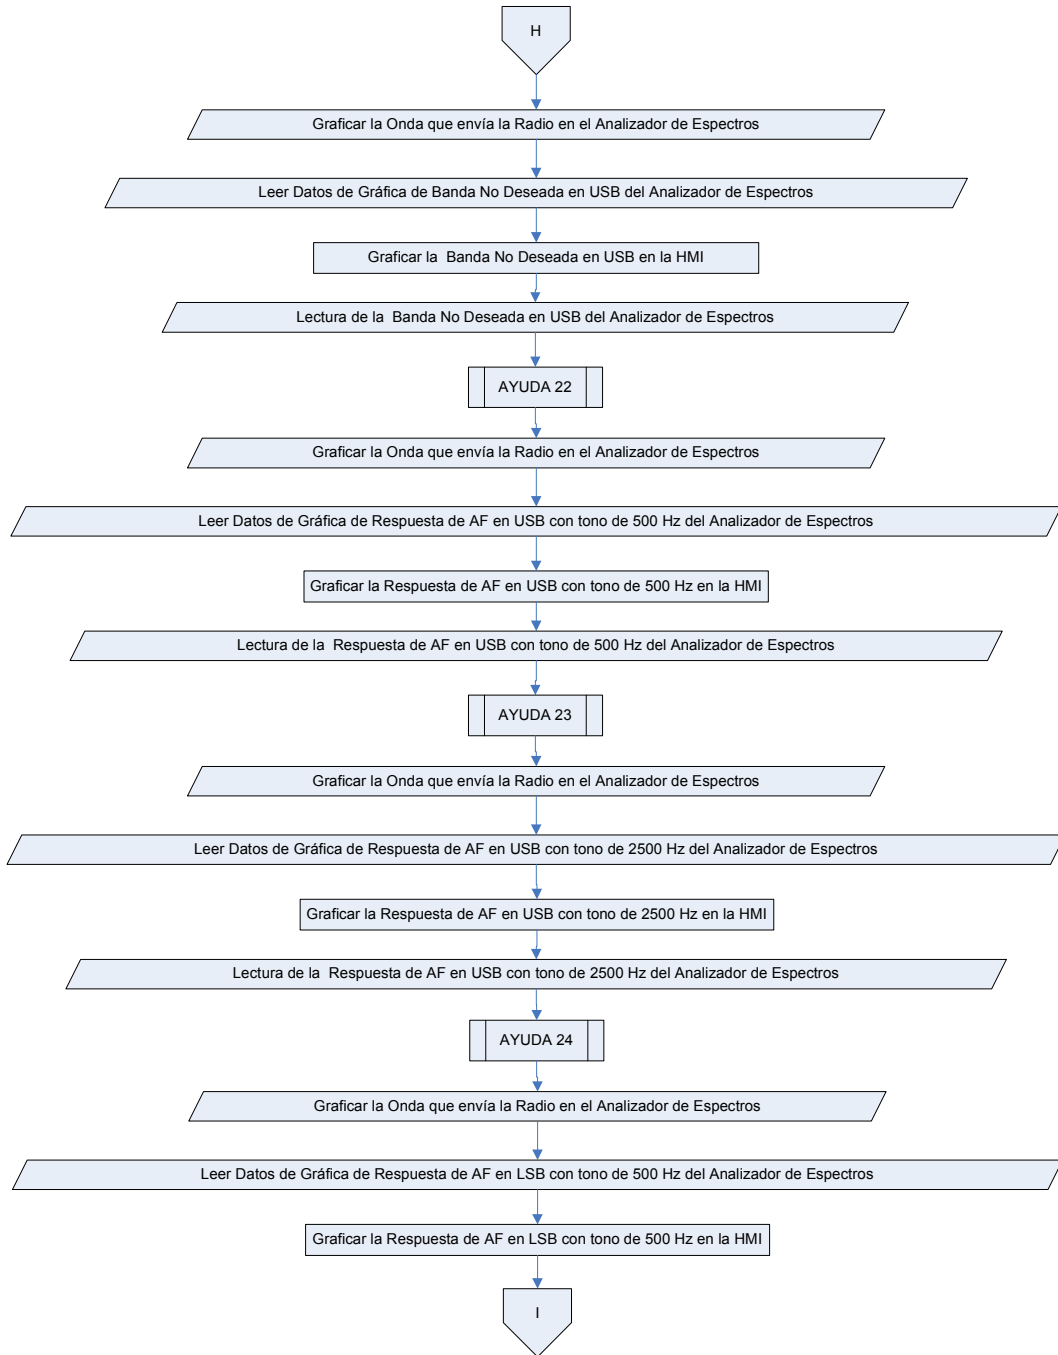 H
Graficar la Onda que envía la Radio en el Analizador de Espectros
Leer Datos de Gráfica de Banda No Deseada en USB del Analizador de Espectros
Graficar la Banda No Deseada en USB en la HMI
Lectura de la Banda No Deseada en USB del Analizador de Espectros
AYUDA 22
Graficar la Onda que envía la Radio en el Analizador de Espectros
Leer Datos de Gráfica de Respuesta de AF en USB con tono de 500 Hz del Analizador de Espectros
Graficar la Respuesta de AF en USB con tono de 500 Hz en la HMI
Lectura de la Respuesta de AF en USB con tono de 500 Hz del Analizador de Espectros
AYUDA 23
Graficar la Onda que envía la Radio en el Analizador de Espectros
Leer Datos de Gráfica de Respuesta de AF en USB con tono de 2500 Hz del Analizador de Espectros
Graficar la Respuesta de AF en USB con tono de 2500 Hz en la HMI
Lectura de la Respuesta de AF en USB con tono de 2500 Hz del Analizador de Espectros
AYUDA 24
Graficar la Onda que envía la Radio en el Analizador de Espectros
Leer Datos de Gráfica de Respuesta de AF en LSB con tono de 500 Hz del Analizador de Espectros
Graficar la Respuesta de AF en LSB con tono de 500 Hz en la HMI
I